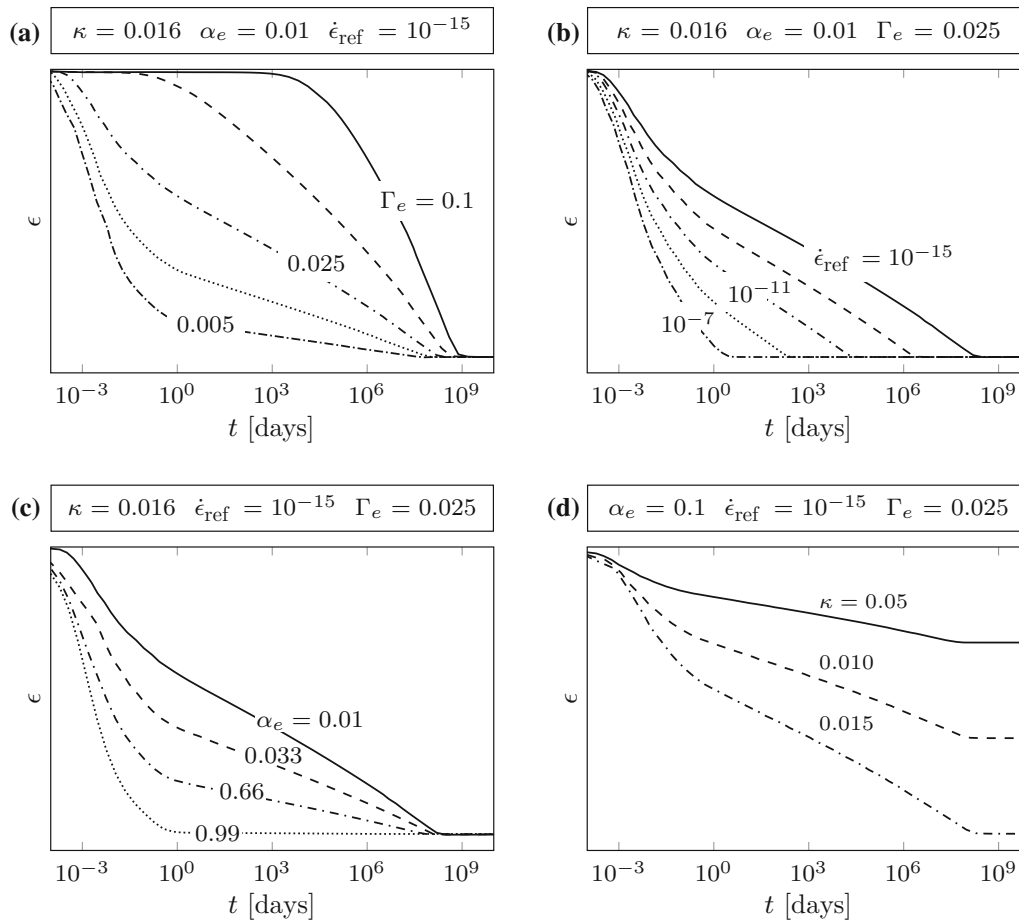 (a) κ = 0.016 α_e = 0.01 ϵ̇_ref = 10^−15
Γ_e = 0.1
0.025
0.005
ϵ
10^−3 10^0 10^3 10^6 10^9
t [days]
(b) κ = 0.016 α_e = 0.01 Γ_e = 0.025
ϵ̇_ref = 10^−15
10^−11
10^−7
ϵ
10^−3 10^0 10^3 10^6 10^9
t [days]
(c) κ = 0.016 ϵ̇_ref = 10^−15 Γ_e = 0.025
α_e = 0.01
0.033
0.66
0.99
ϵ
10^−3 10^0 10^3 10^6 10^9
t [days]
(d) α_e = 0.1 ϵ̇_ref = 10^−15 Γ_e = 0.025
κ = 0.05
0.010
0.015
ϵ
10^−3 10^0 10^3 10^6 10^9
t [days]